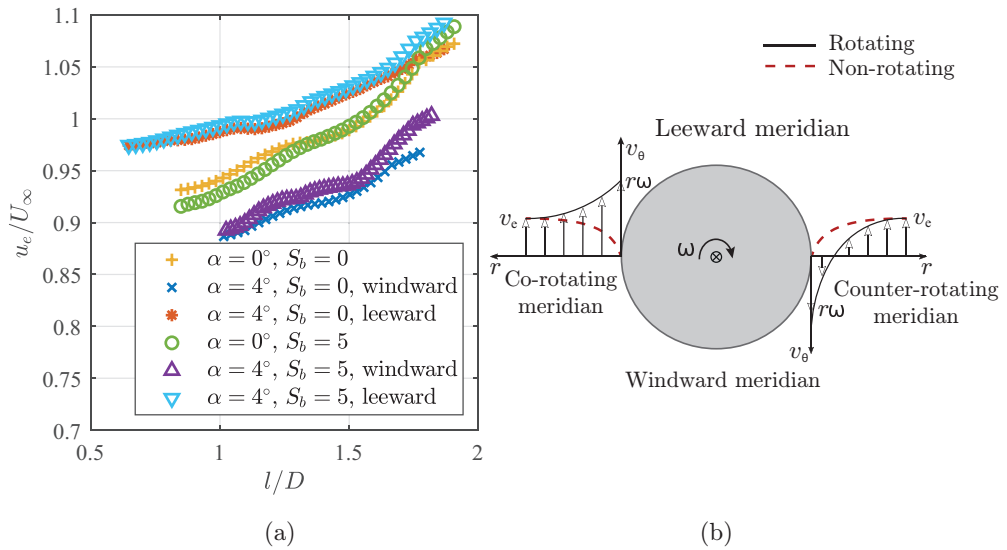 1.1
1.05
1
0.95
0.9
0.85
0.8
0.75
0.7
u_e/U_∞
0.5
1
1.5
2
l/D
α = 0°, S_b = 0
α = 4°, S_b = 0, windward
α = 4°, S_b = 0, leeward
α = 0°, S_b = 5
α = 4°, S_b = 5, windward
α = 4°, S_b = 5, leeward
(a)
Rotating
Non-rotating
Leeward meridian
v_θ
rω
v_e
r
Co-rotating
meridian
ω
v_e
r
Counter-rotating
meridian
rω
v_θ
Windward meridian
(b)